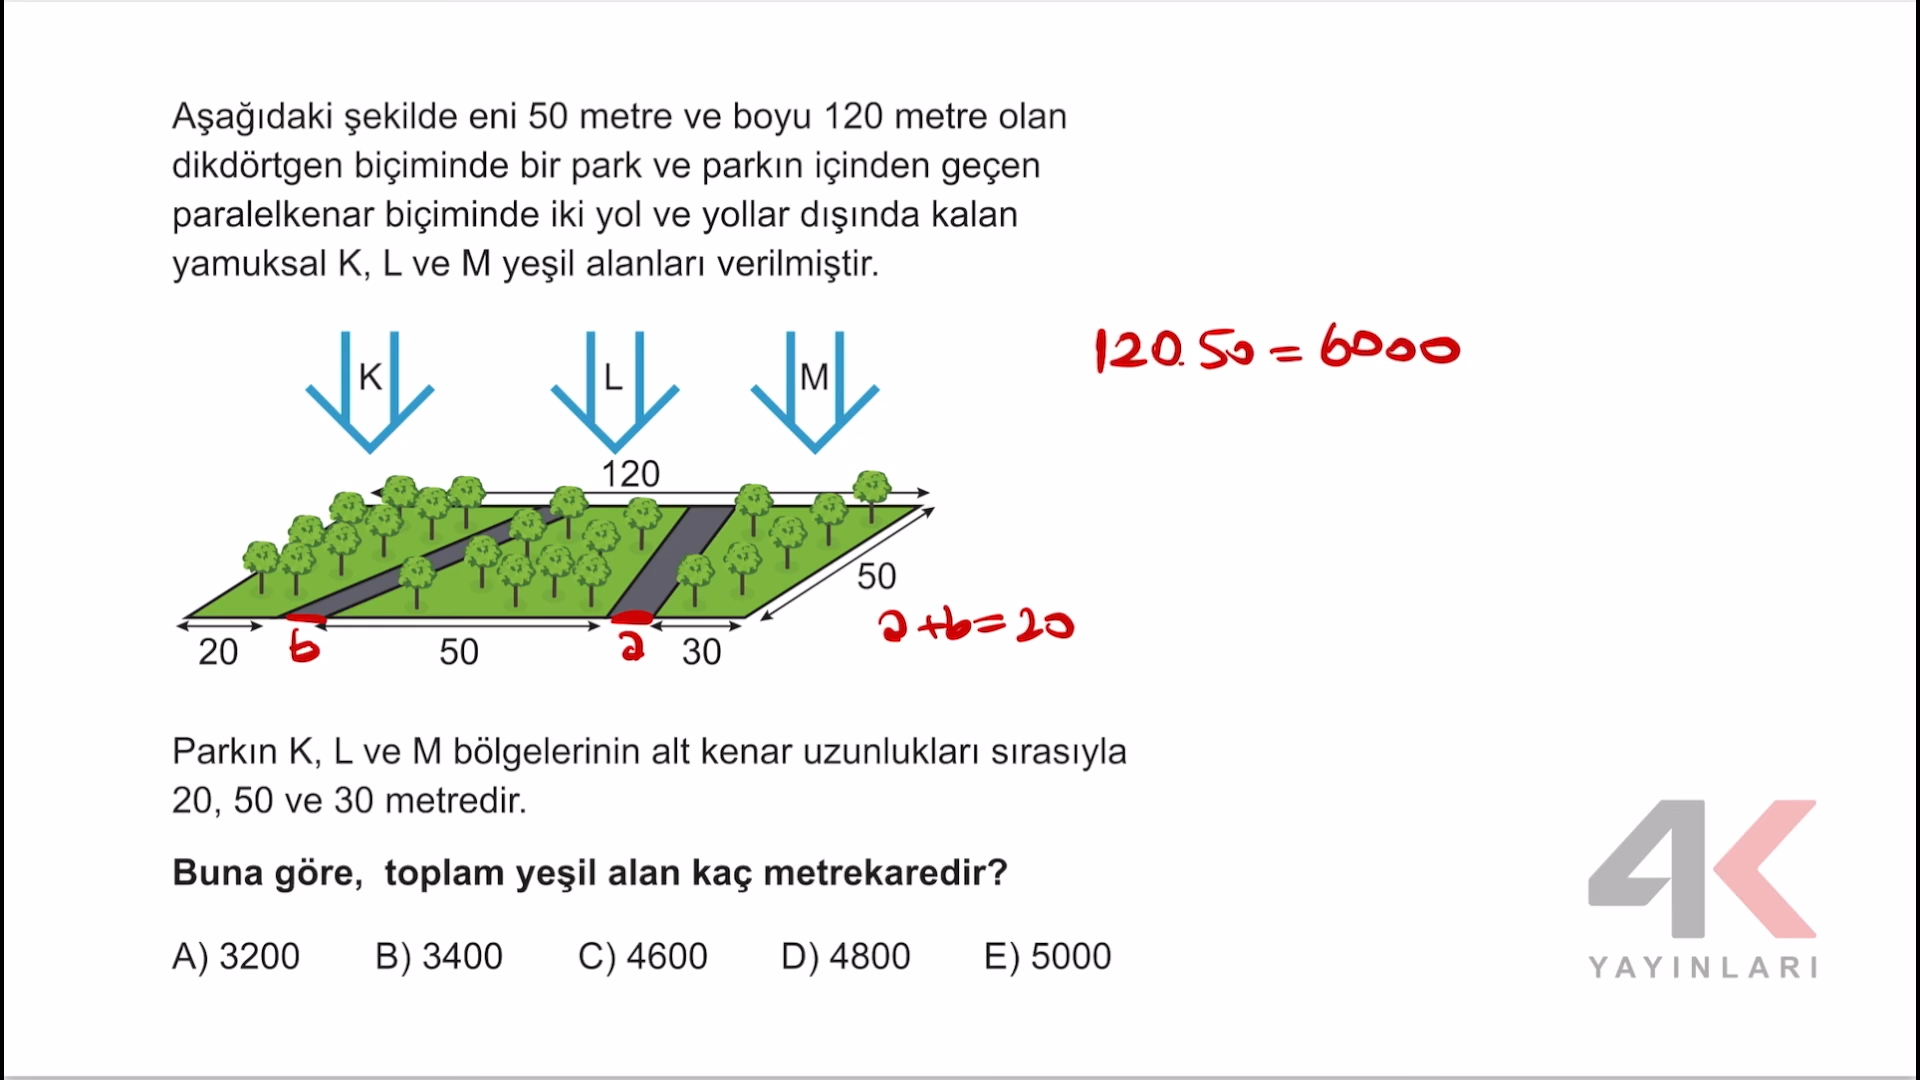 Aşağıdaki şekilde eni 50 metre ve boyu 120 metre olan
dikdörtgen biçiminde bir park ve parkın içinden geçen
paralelkenar biçiminde iki yol ve yollar dışında kalan
yamuksal K, L ve M yeşil alanları verilmiştir.
120.50=6000
K L M
120
50
a+b=20
20 b 50 a 30
Parkın K, L ve M bölgelerinin alt kenar uzunlukları sırasıyla
20, 50 ve 30 metredir.
Buna göre, toplam yeşil alan kaç metrekaredir?
A) 3200 B) 3400 C) 4600 D) 4800 E) 5000
4K
YAYINLARI